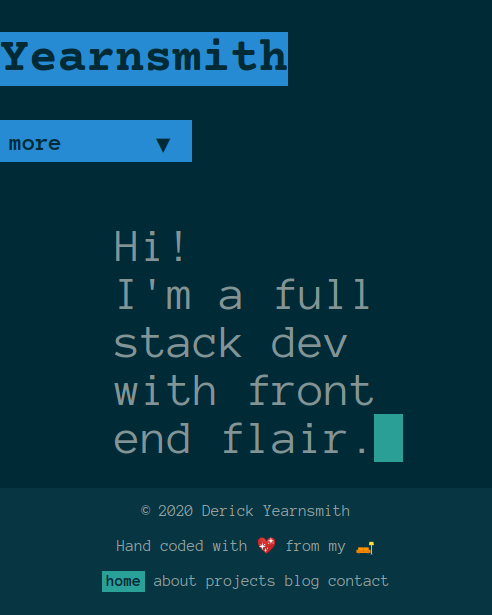 Yearnsmith
more ▼
Hi!
I'm a full
stack dev
with front
end flair.
© 2020 Derick Yearnsmith
Hand coded with 💖 from my 🛋️
home about projects blog contact